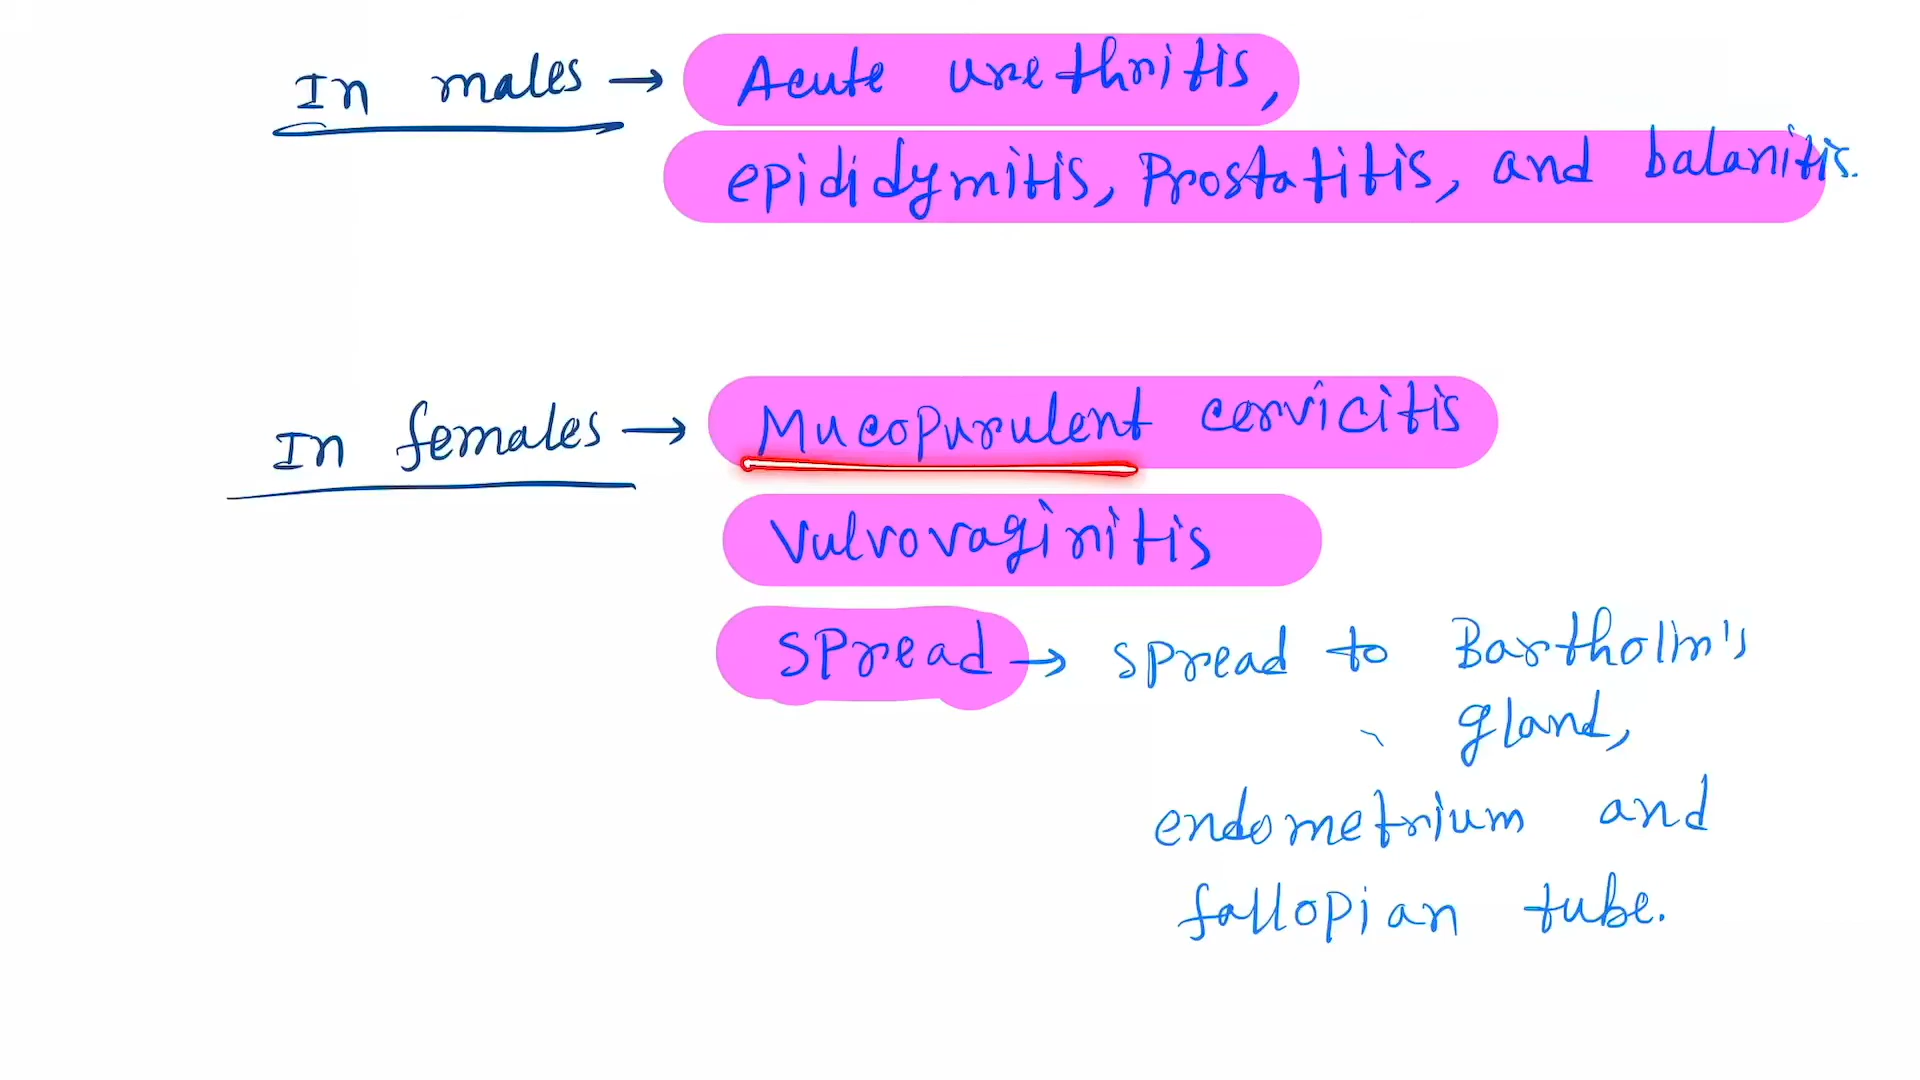 In males → Acute urethritis,
epididymitis, Prostatitis, and balanitis.
In females → Mucopurulent cervicitis
Vulvovaginitis
Spread → spread to Bartholin's
gland,
endometrium and
fallopian tube.